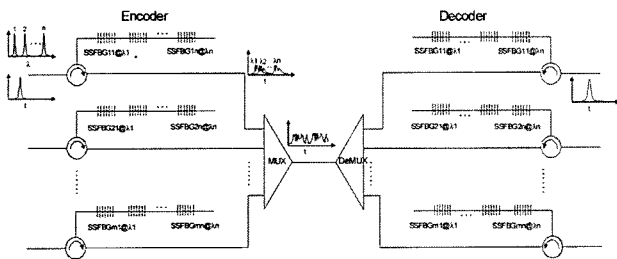 Encoder
Decoder
1 2 n
λ
SSFBG11@λ1
SSFBG1n@λn
SSFBG11@λ1
SSFBG11@λn
t
λ1 λ2 λn
t
t
SSFBG21@λ1
SSFBG2n@λn
t
SSFBG21@λ1
SSFBG2n@λn
MUX
DeMUX
SSFBGm1@λ1
SSFBGmn@λn
SSFBGm1@λ1
SSFBGmn@λn